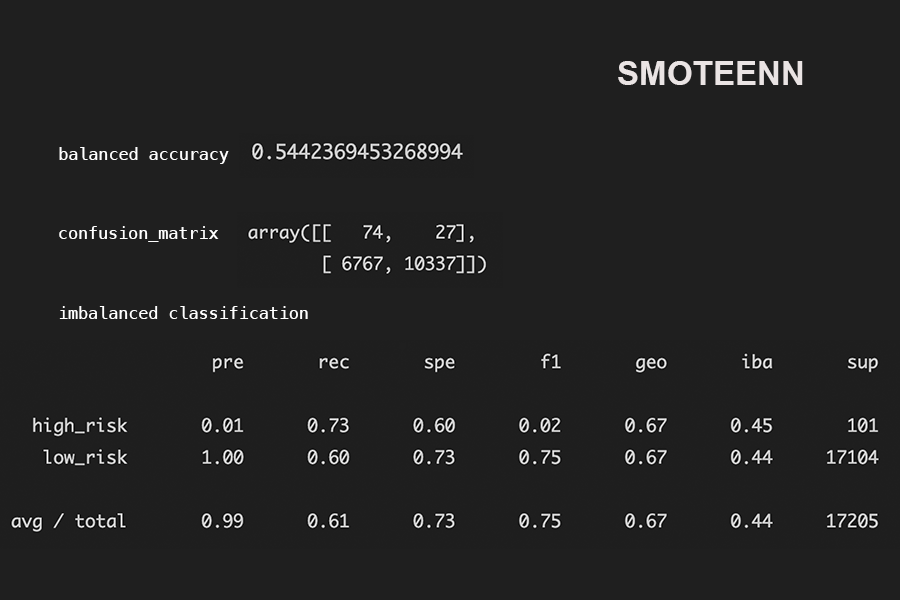 SMOTEENN
balanced accuracy 0.5442369453268994
confusion_matrix array([[ 74, 27],
[ 6767, 10337]])
imbalanced classification
pre rec spe f1 geo iba sup
high_risk 0.01 0.73 0.60 0.02 0.67 0.45 101
low_risk 1.00 0.60 0.73 0.75 0.67 0.44 17104
avg / total 0.99 0.61 0.73 0.75 0.67 0.44 17205